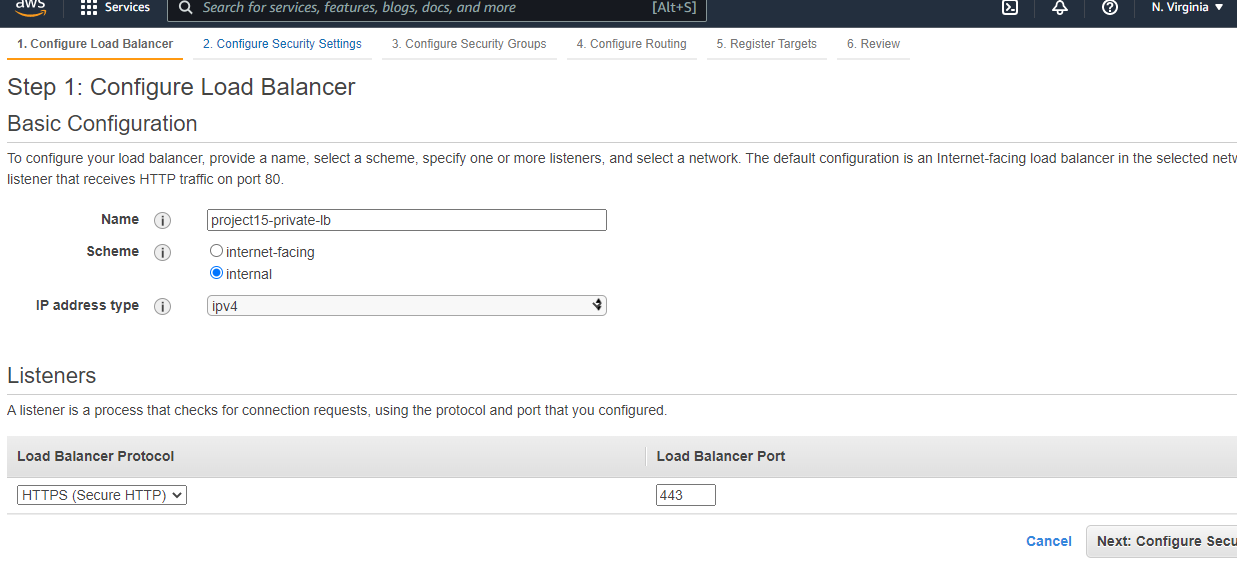 aws Services Search for services, features, blogs, docs, and more [Alt+S] N. Virginia
1. Configure Load Balancer 2. Configure Security Settings 3. Configure Security Groups 4. Configure Routing 5. Register Targets 6. Review
Step 1: Configure Load Balancer
Basic Configuration
To configure your load balancer, provide a name, select a scheme, specify one or more listeners, and select a network. The default configuration is an Internet-facing load balancer in the selected
listener that receives HTTP traffic on port 80.
Name project15-private-lb
Scheme internet-facing
internal
IP address type ipv4
Listeners
A listener is a process that checks for connection requests, using the protocol and port that you configured.
Load Balancer Protocol Load Balancer Port
HTTPS (Secure HTTP) 443
Cancel Next: Configure